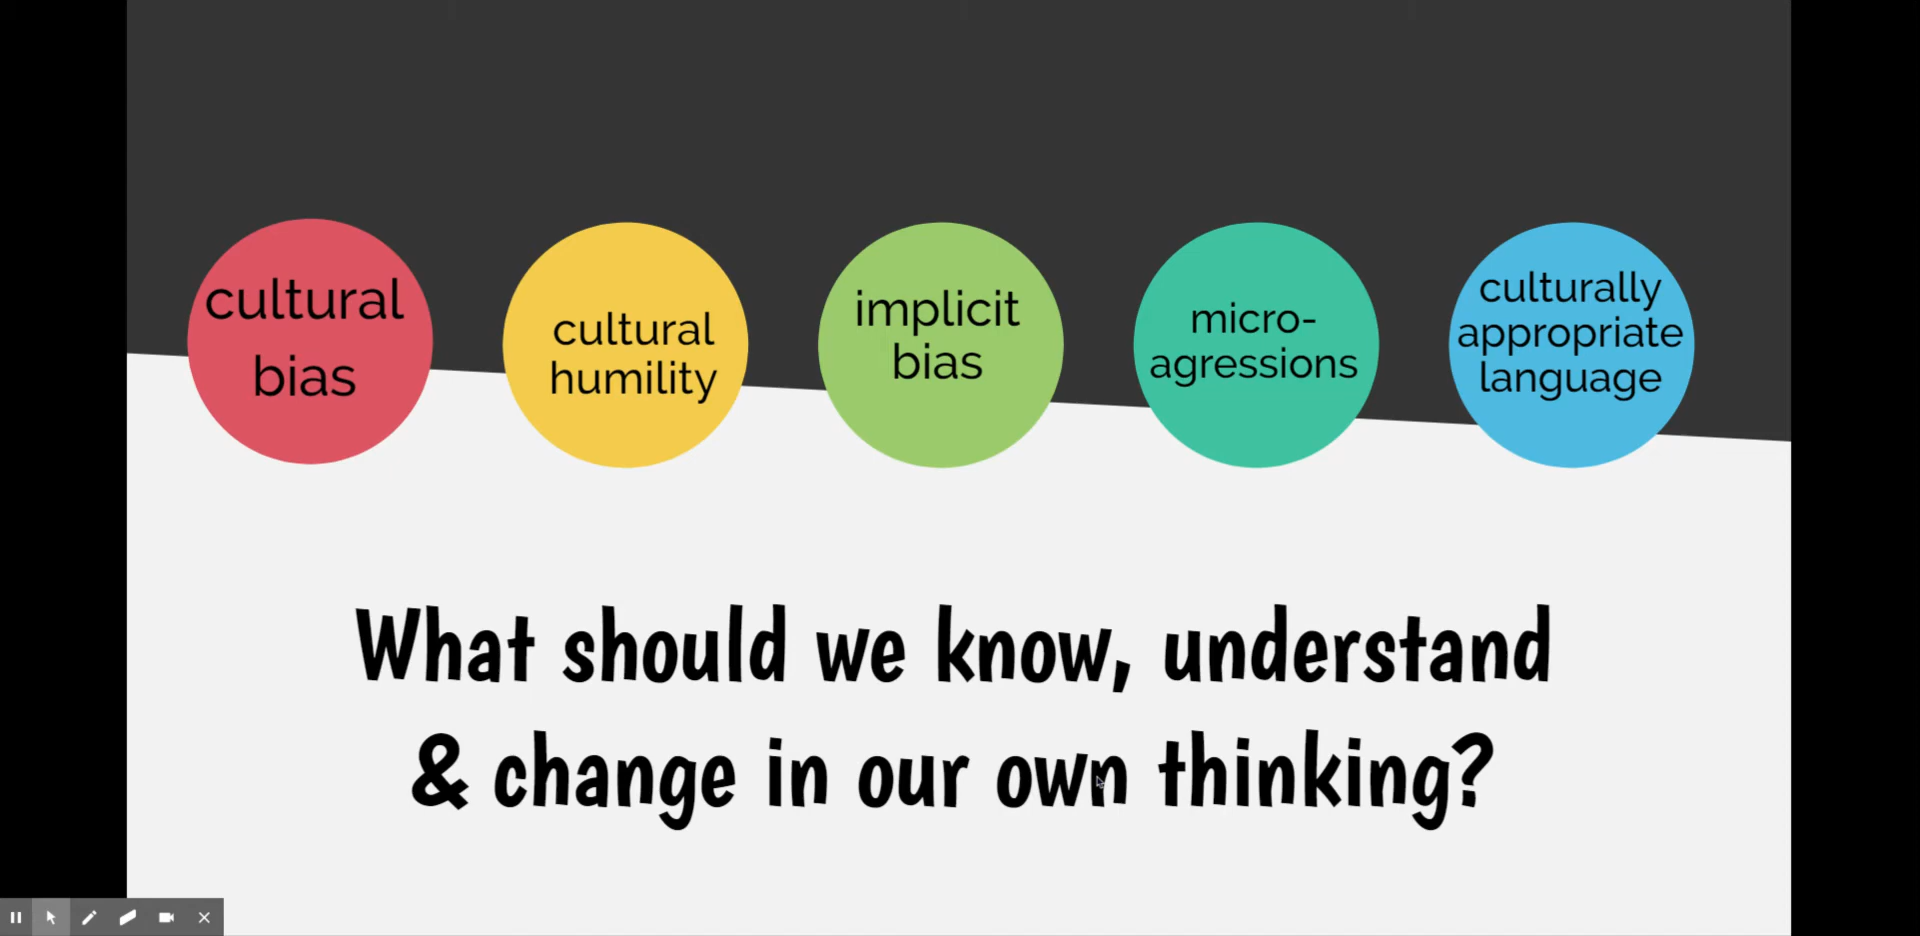 cultural
bias
cultural
humility
implicit
bias
micro-
agressions
culturally
appropriate
language
What should we know, understand
& change in our own thinking?